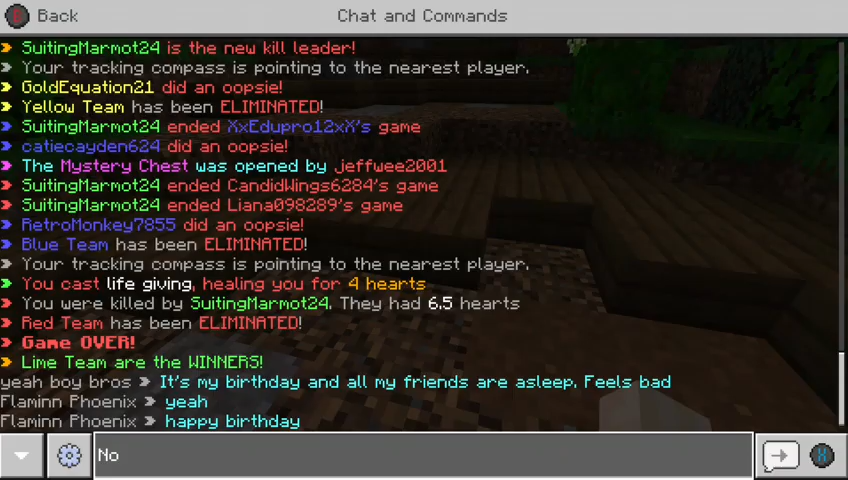 Back
Chat and Commands
SuitingMarmot24 is the new kill leader!
Your tracking compass is pointing to the nearest player.
GoldEquation21 did an oopsie!
Yellow Team has been ELIMINATED!
SuitingMarmot24 ended XxEdupro12xX's game
catiecayden624 did an oopsie!
The Mystery Chest was opened by jeffwee2001
SuitingMarmot24 ended CandidWings6284's game
SuitingMarmot24 ended Liana098289's game
RetroMonkey7855 did an oopsie!
Blue Team has been ELIMINATED!
Your tracking compass is pointing to the nearest player.
You cast life giving, healing you for 4 hearts
You were killed by SuitingMarmot24. They had 6.5 hearts
Red Team has been ELIMINATED!
Game OVER!
Lime Team are the WINNERS!
yeah boy bros » It's my birthday and all my friends are asleep. Feels bad
Flaminn Phoenix » yeah
Flaminn Phoenix » happy birthday
No
X